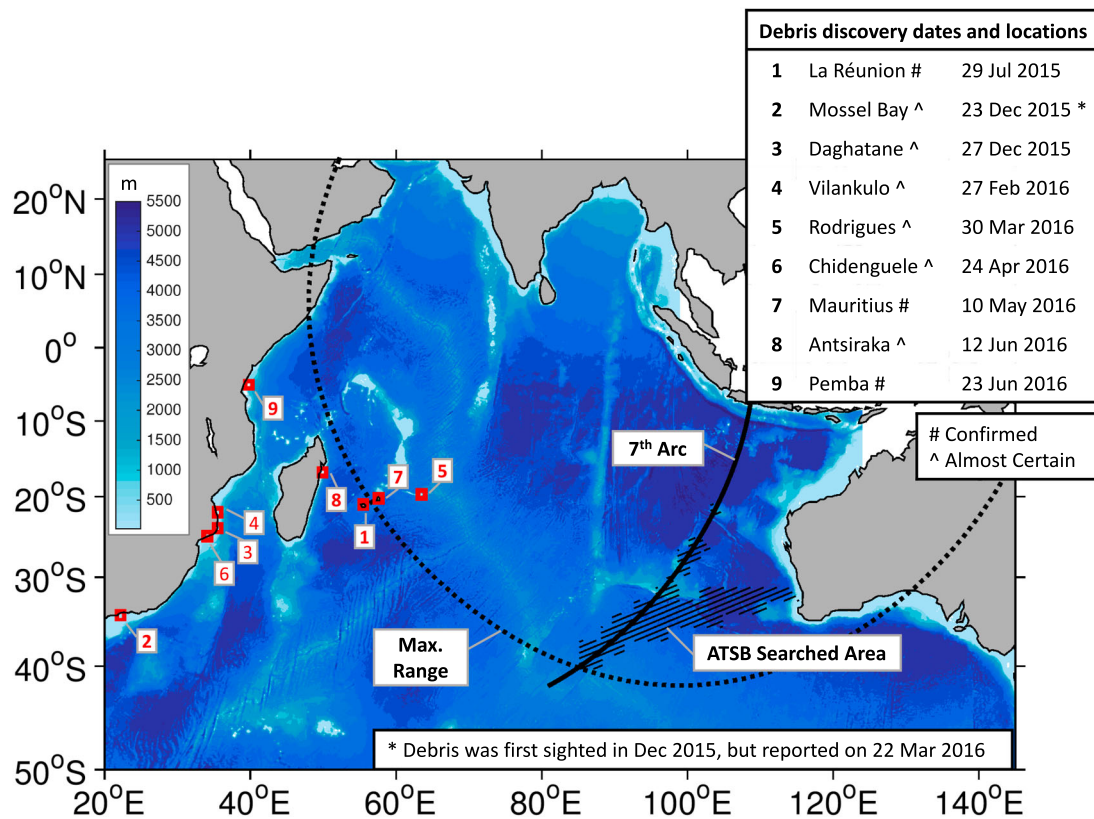 Debris discovery dates and locations
1 La Réunion # 29 Jul 2015
2 Mossel Bay ^ 23 Dec 2015 *
3 Daghatane ^ 27 Dec 2015
4 Vilankulo ^ 27 Feb 2016
5 Rodrigues ^ 30 Mar 2016
6 Chidenguele ^ 24 Apr 2016
7 Mauritius # 10 May 2016
8 Antsiraka ^ 12 Jun 2016
9 Pemba # 23 Jun 2016
# Confirmed
^ Almost Certain
m
5500
5000
4500
4000
3500
3000
2500
2000
1500
1000
500
20°N
10°N
0°
10°S
20°S
30°S
40°S
50°S
9
7th Arc
7
5
8
4
1
3
6
2
Max.
Range
ATSB Searched Area
* Debris was first sighted in Dec 2015, but reported on 22 Mar 2016
20°E
40°E
60°E
80°E
100°E
120°E
140°E